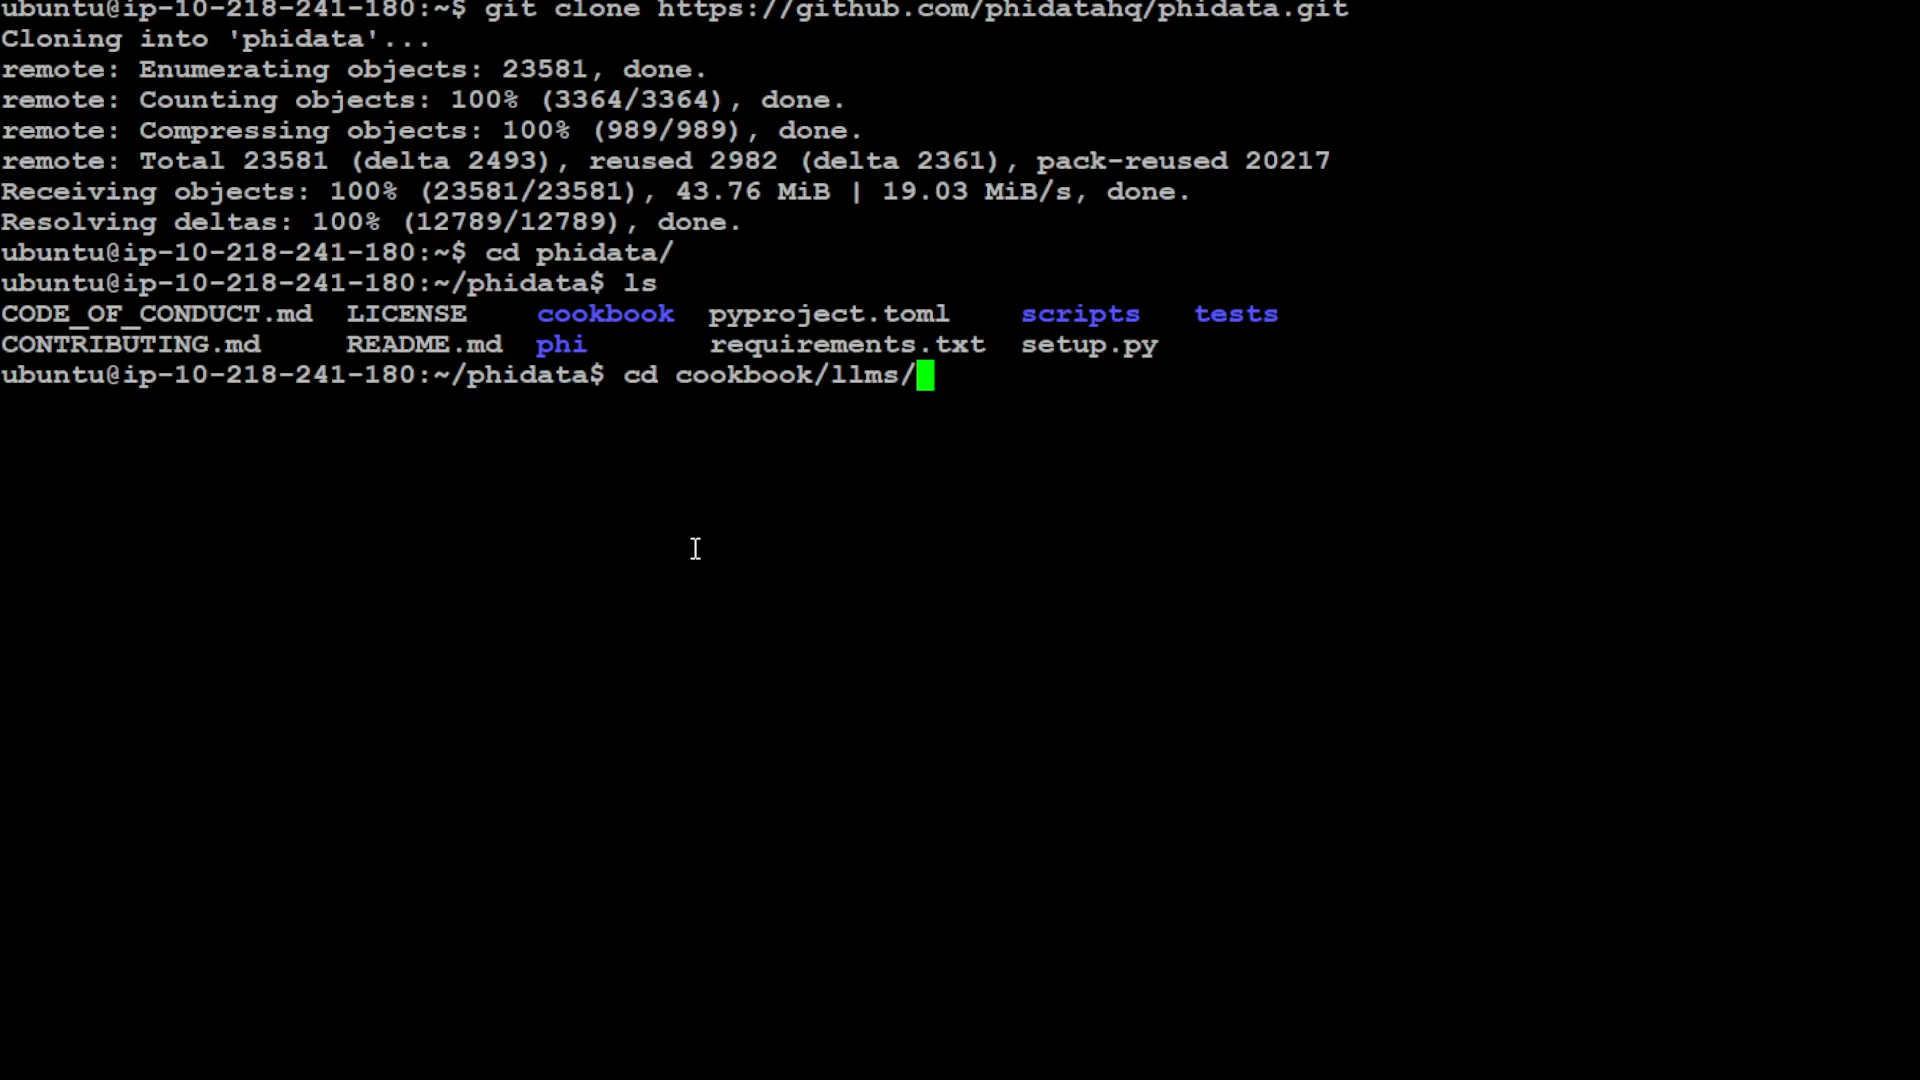 ubuntu@ip-10-218-241-180:~$ git clone https://github.com/phidatahq/phidata.git
Cloning into 'phidata'...
remote: Enumerating objects: 23581, done.
remote: Counting objects: 100% (3364/3364), done.
remote: Compressing objects: 100% (989/989), done.
remote: Total 23581 (delta 2493), reused 2982 (delta 2361), pack-reused 20217
Receiving objects: 100% (23581/23581), 43.76 MiB | 19.03 MiB/s, done.
Resolving deltas: 100% (12789/12789), done.
ubuntu@ip-10-218-241-180:~$ cd phidata/
ubuntu@ip-10-218-241-180:~/phidata$ ls
CODE_OF_CONDUCT.md  LICENSE    cookbook  pyproject.toml    scripts   tests
CONTRIBUTING.md     README.md  phi       requirements.txt  setup.py
ubuntu@ip-10-218-241-180:~/phidata$ cd cookbook/llms/